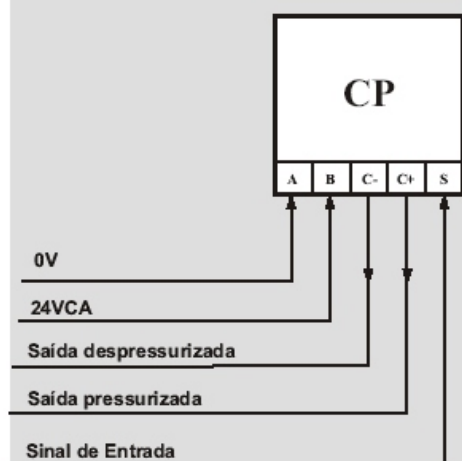 CP
A B C- C+ S
0V
24VCA
Saída despressurizada
Saída pressurizada
Sinal de Entrada